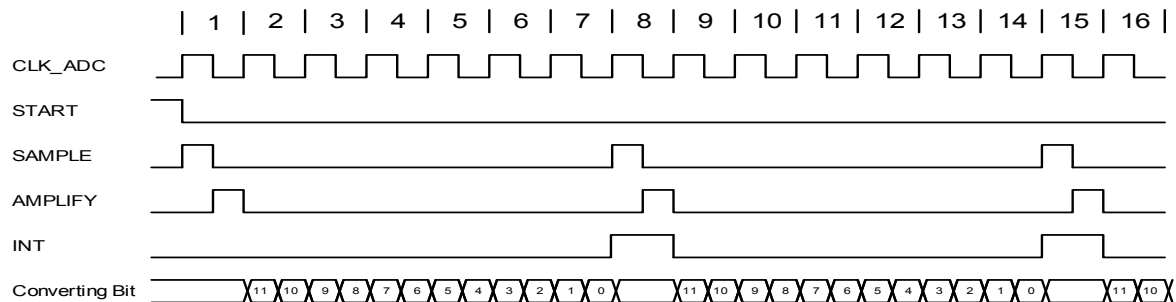 1 2 3 4 5 6 7 8 9 10 11 12 13 14 15 16
CLK_ADC
START
SAMPLE
AMPLIFY
INT
Converting Bit 11 10 9 8 7 6 5 4 3 2 1 0 11 10 9 8 7 6 5 4 3 2 1 0 11 10